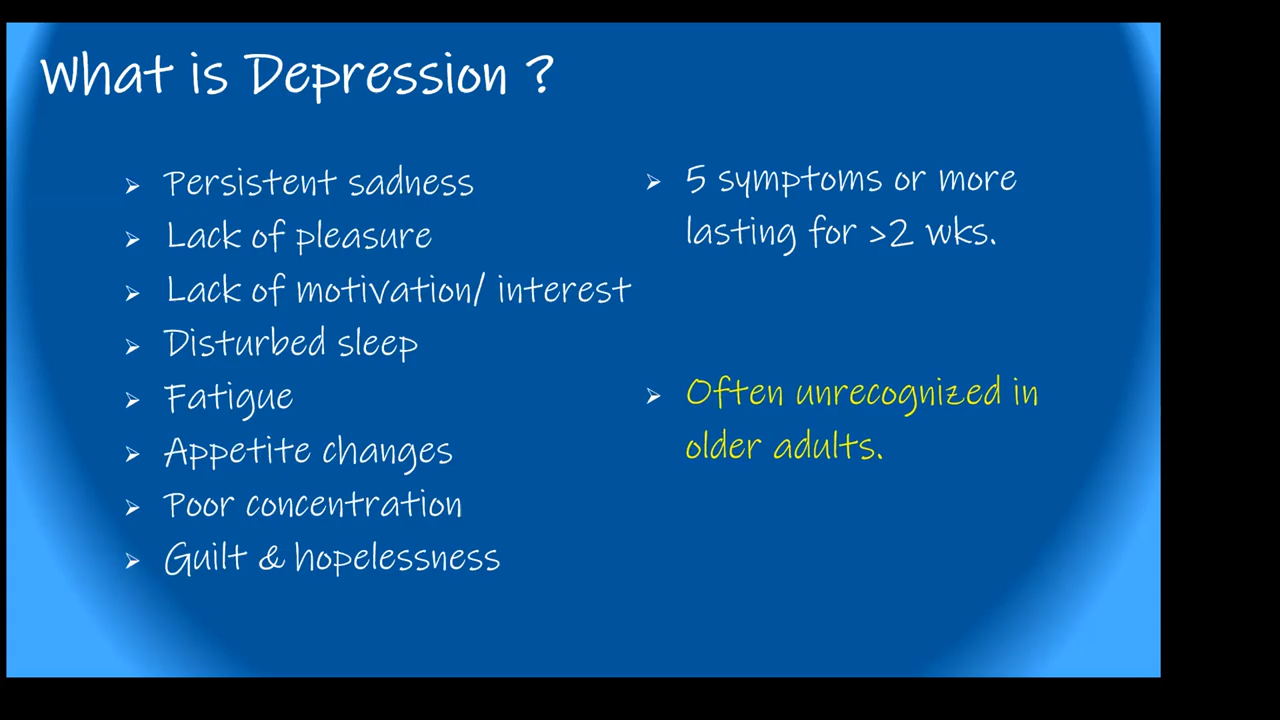 What is Depression ?
➢ Persistent sadness
➢ Lack of pleasure
➢ Lack of motivation/ interest
➢ Disturbed sleep
➢ Fatigue
➢ Appetite changes
➢ Poor concentration
➢ Guilt & hopelessness
➢ 5 symptoms or more
lasting for >2 wks.
➢ Often unrecognized in
older adults.